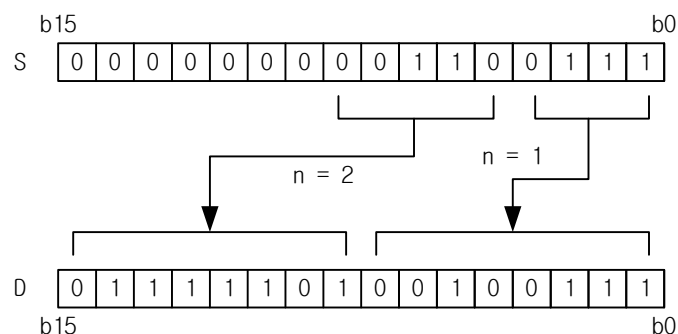 b15 b0
S 0 0 0 0 0 0 0 0 0 1 1 0 0 1 1 1
n = 2 n = 1
D 0 1 1 1 1 1 0 1 0 0 1 0 0 1 1 1
b15 b0